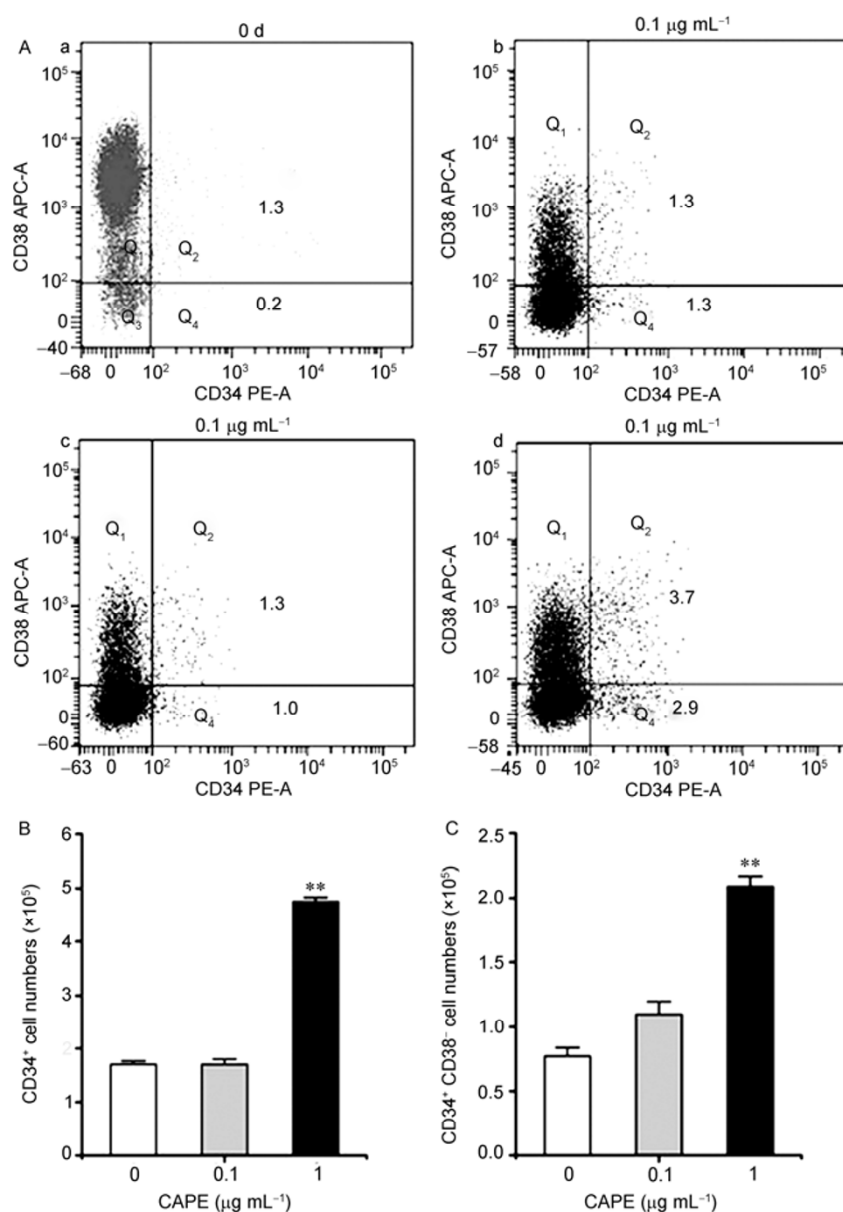 A
a
0 d
CD38 APC-A
10⁵
10⁴
10³
10²
0
−40
Q
Q₂
1.3
Q₃
Q₄
0.2
−68
0
10²
10³
10⁴
10⁵
CD34 PE-A
b
0.1 µg mL⁻¹
CD38 APC-A
10⁵
10⁴
10³
10²
0
−57
Q₁
Q₂
1.3
1.3
Q₄
−58
0
10²
10³
10⁴
10⁵
CD34 PE-A
c
0.1 µg mL⁻¹
CD38 APC-A
10⁵
10⁴
10³
10²
0
−60
Q₁
Q₂
1.3
1.0
Q₄
−63
0
10²
10³
10⁴
10⁵
CD34 PE-A
d
0.1 µg mL⁻¹
CD38 APC-A
10⁵
10⁴
10³
10²
0
−58
Q₁
Q₂
3.7
2.9
Q₄
−45
0
10²
10³
10⁴
10⁵
CD34 PE-A
B
CD34⁺ cell numbers (×10⁵)
6
5
4
3
2
1
0
**
0 0.1 1
CAPE (µg mL⁻¹)
C
CD34⁺ CD38⁻ cell numbers (×10⁵)
2.5
2.0
1.5
1.0
0.5
0.0
**
0 0.1 1
CAPE (µg mL⁻¹)